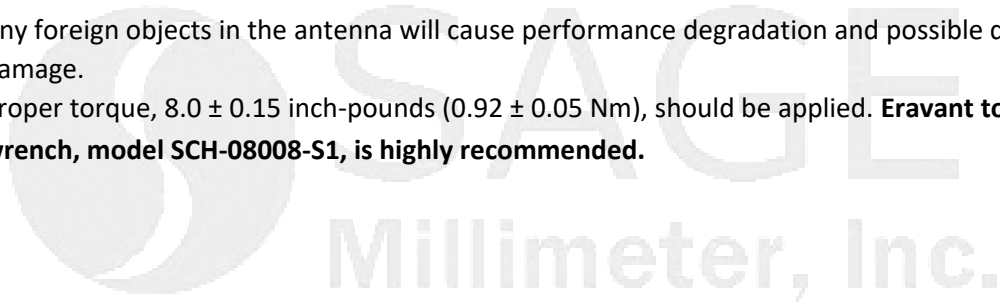 ny foreign objects in the antenna will cause performance degradation and possible
amage.
roper torque, 8.0 ± 0.15 inch-pounds (0.92 ± 0.05 Nm), should be applied. Eravant
wrench, model SCH-08008-S1, is highly recommended.
SAGE
Millimeter, Inc.